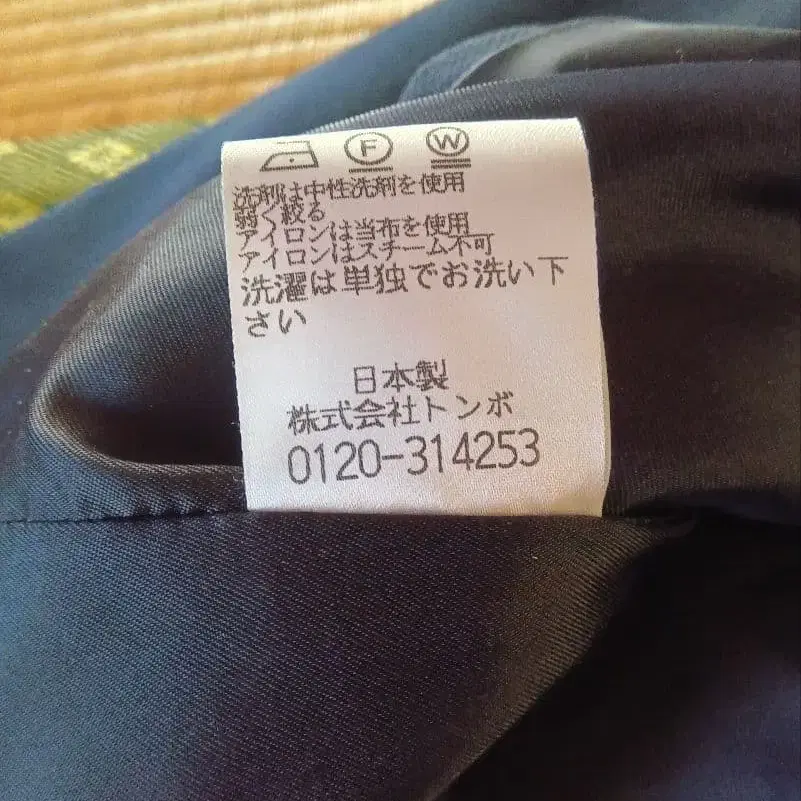 F W
洗剤は中性洗剤を使用
弱く絞る
アイロンは当布を使用
アイロンはスチーム不可
洗濯は単独でお洗い下
さい
日本製
株式会社トンボ
0120-314253